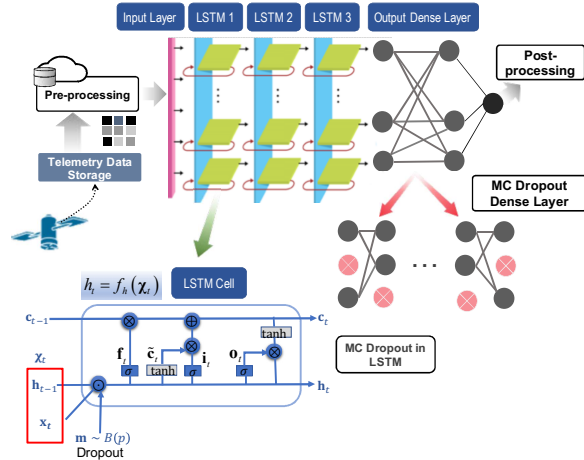 Input Layer
LSTM 1
LSTM 2
LSTM 3
Output Dense Layer
Pre-processing
Post-
processing
Telemetry Data
Storage
MC Dropout
Dense Layer
h_t = f_h(χ_t)
LSTM Cell
c_{t−1}
c_t
tanh
χ_t
f_t
c̃_t
i_t
o_t
MC Dropout in
LSTM
h_{t−1}
σ
tanh
σ
σ
h_t
x_t
m ~ B(p)
Dropout